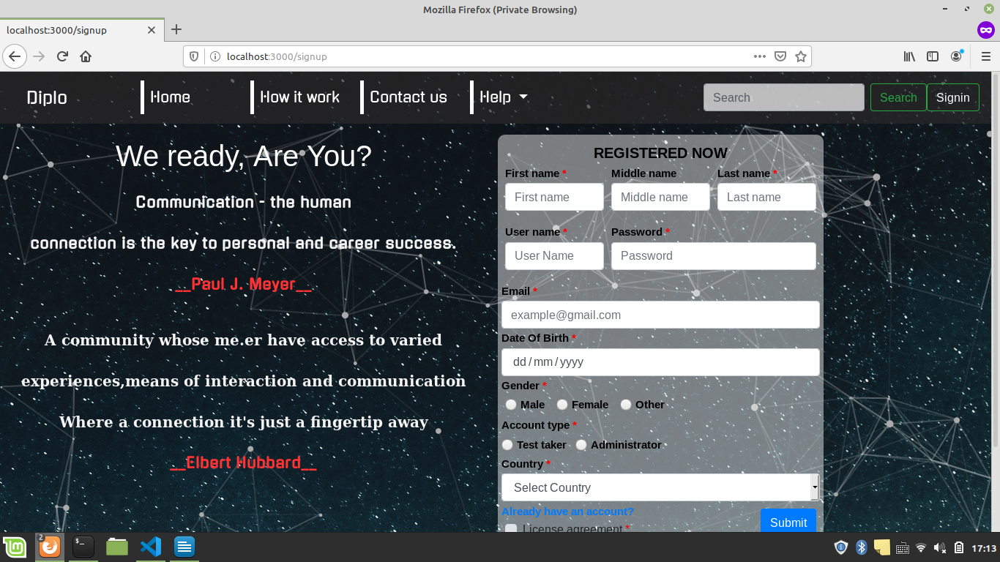 Mozilla Firefox (Private Browsing)
localhost:3000/signup
localhost:3000/signup
Diplo
Home
How it work
Contact us
Help
Search
Search
Signin
We ready, Are You?
Communication - the human
connection is the key to personal and career success.
__Paul J. Meyer__
A community whose me.er have access to varied
experiences,means of interaction and communication
Where a connection it's just a fingertip away
__Elbert Hubbard__
REGISTERED NOW
First name * Middle name Last name *
First name Middle name Last name
User name * Password *
User Name Password
Email *
example@gmail.com
Date Of Birth *
dd / mm / yyyy
Gender *
Male Female Other
Account type *
Test taker Administrator
Country *
Select Country
Already have an account?
License agreement *
Submit
2
$_
17:13